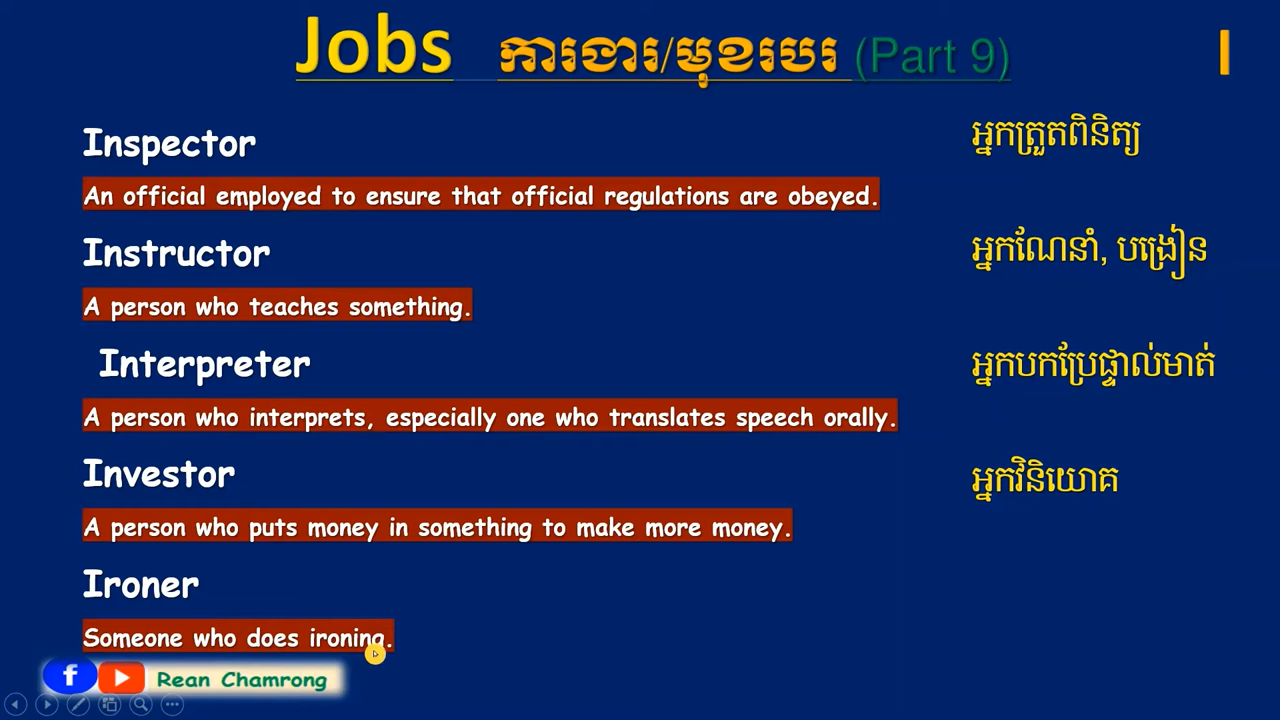 Jobs ការងារ/មុខរបរ (Part 9) I
Inspector អ្នកត្រួតពិនិត្យ
An official employed to ensure that official regulations are obeyed.
Instructor អ្នកណែនាំ, បង្រៀន
A person who teaches something.
Interpreter អ្នកបកប្រែផ្ទាល់មាត់
A person who interprets, especially one who translates speech orally.
Investor អ្នកវិនិយោគ
A person who puts money in something to make more money.
Ironer
Someone who does ironing.
f Rean Chamrong